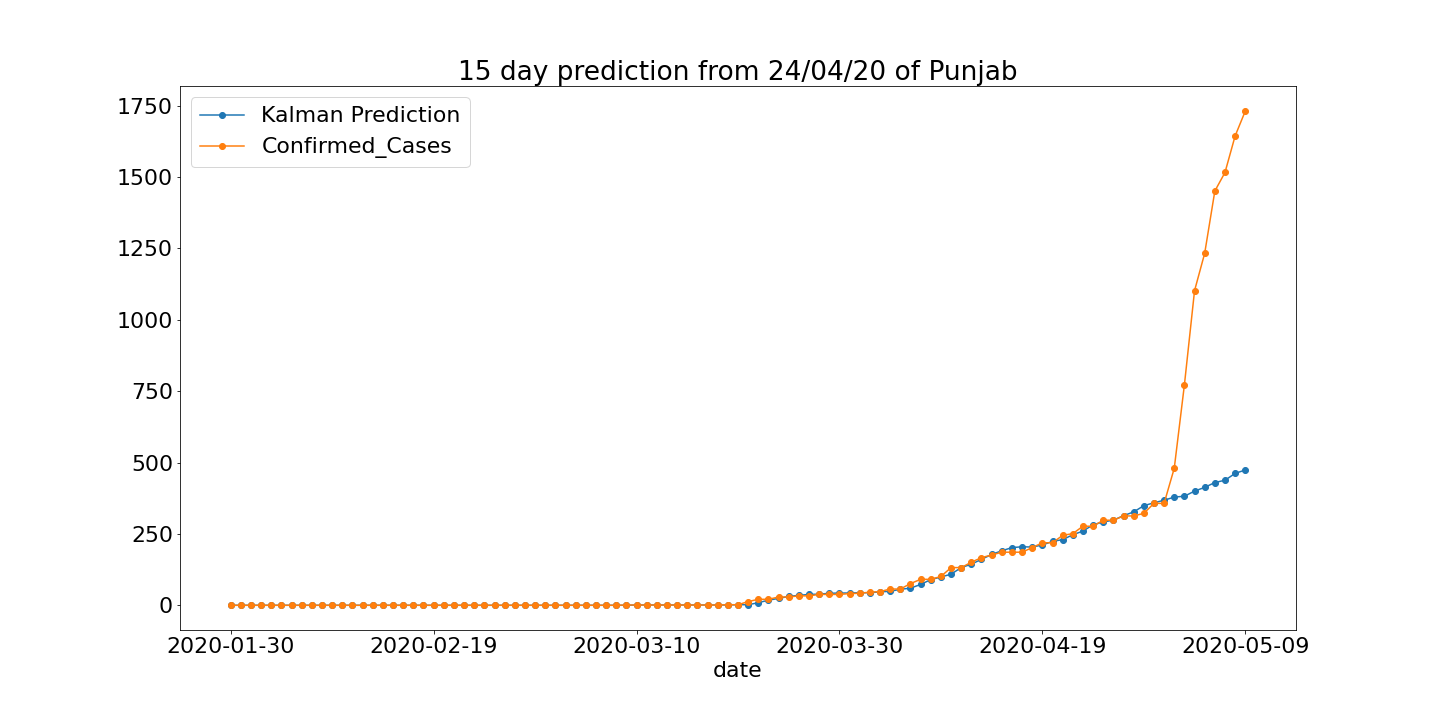 15 day prediction from 24/04/20 of Punjab
Kalman Prediction
Confirmed_Cases
1750
1500
1250
1000
750
500
250
0
2020-01-30 2020-02-19 2020-03-10 2020-03-30 2020-04-19 2020-05-09
date